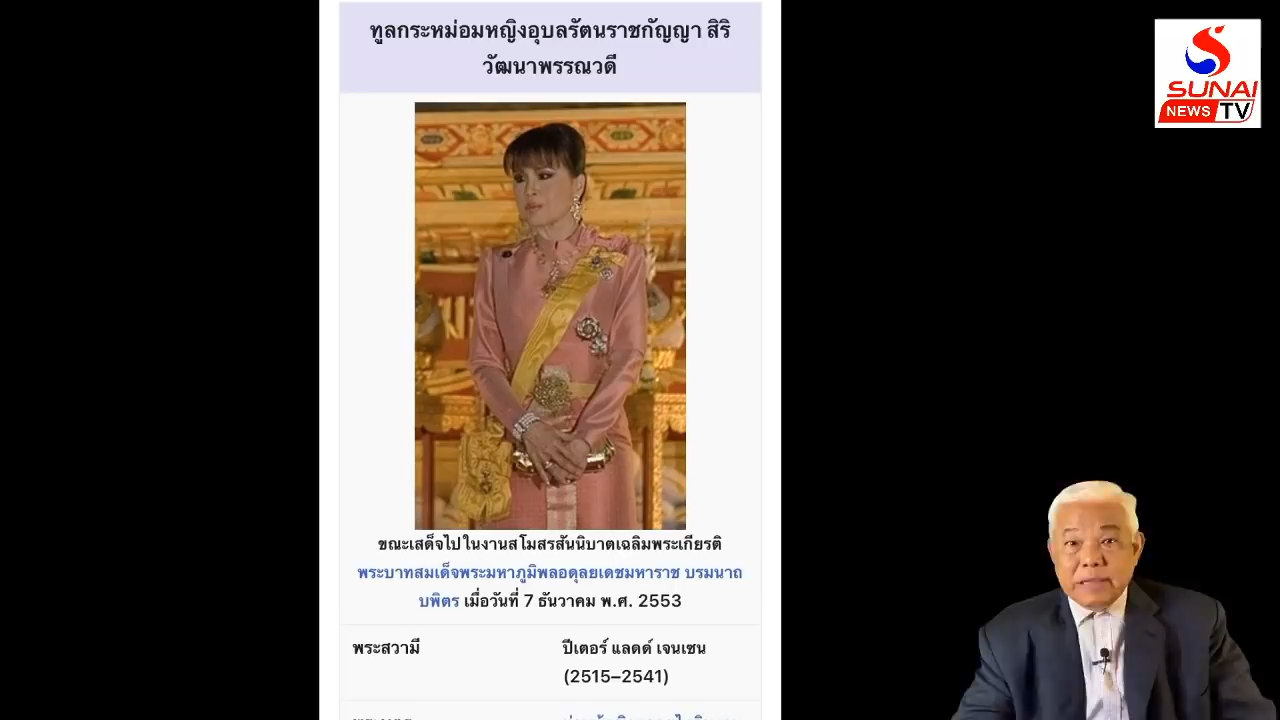 ทูลกระหม่อมหญิงอุบลรัตนราชกัญญา สิริ
วัฒนาพรรณวดี
SUNAI
NEWS TV
ขณะเสด็จไปในงานสโมสรสันนิบาตเฉลิมพระเกียรติ
พระบาทสมเด็จพระมหาภูมิพลอดุลยเดชมหาราช บรมนาถ
บพิตร เมื่อวันที่ 7 ธันวาคม พ.ศ. 2553
พระสวามี
ปีเตอร์ แลดด์ เจนเซน
(2515–2541)